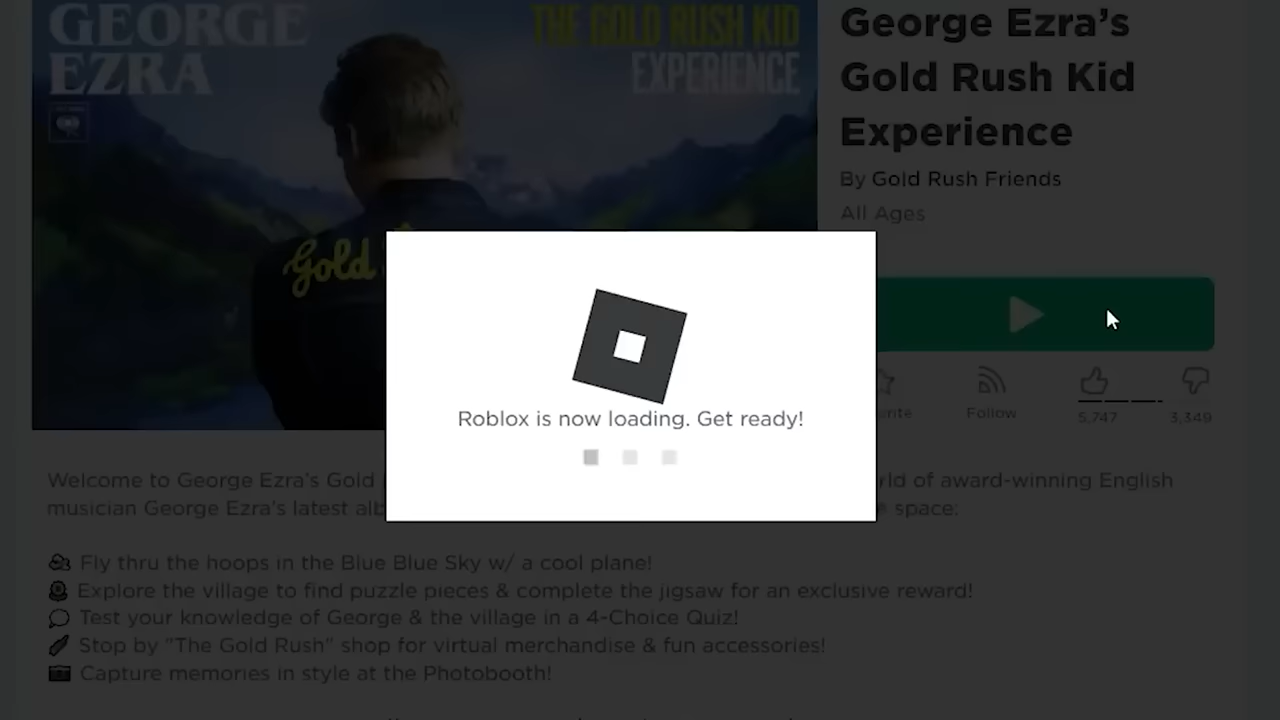 GEORGE
EZRA
THE GOLD RUSH KID
EXPERIENCE
Gold
George Ezra's
Gold Rush Kid
Experience
By Gold Rush Friends
All Ages
Roblox is now loading. Get ready!
Follow
5,747
3,349
Welcome to George Ezra's Gold
of award-winning English
musician George Ezra's latest
space:
Fly thru the hoops in the Blue Blue Sky w/ a cool plane!
Explore the village to find puzzle pieces & complete the jigsaw for an exclusive reward!
Test your knowledge of George & the village in a 4-Choice Quiz!
Stop by "The Gold Rush" shop for virtual merchandise & fun accessories!
Capture memories in style at the Photobooth!